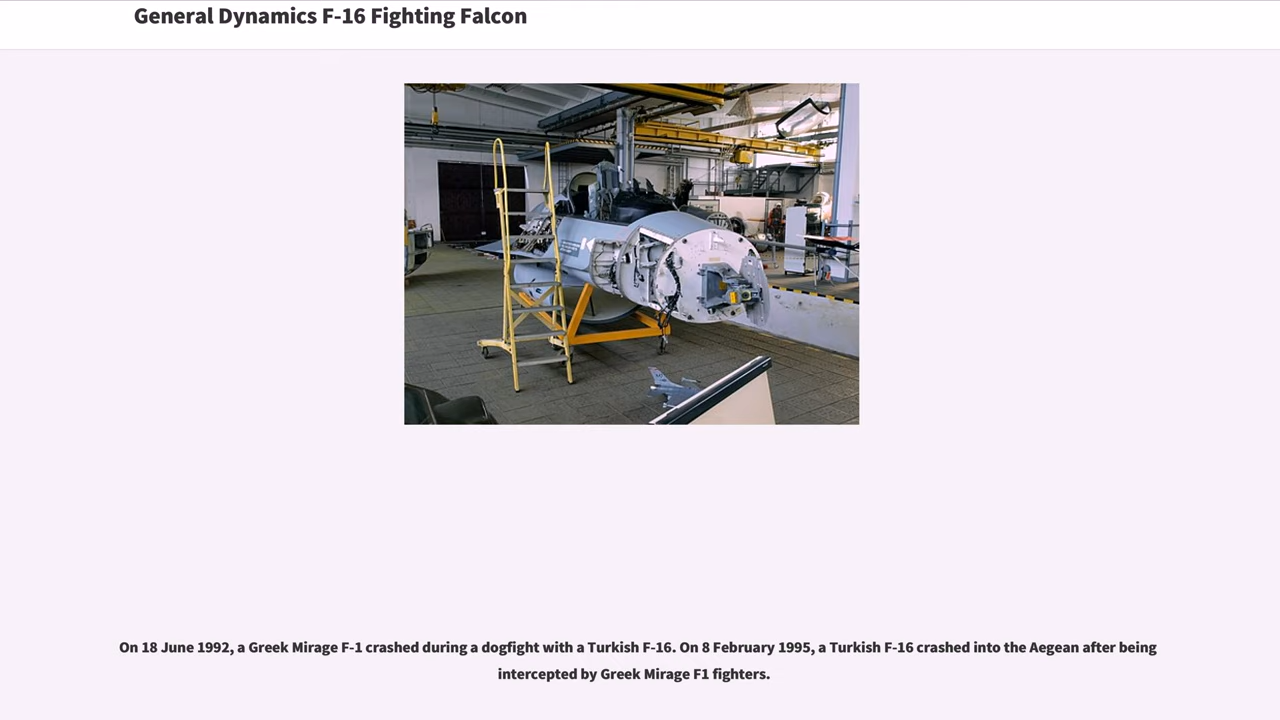 General Dynamics F-16 Fighting Falcon
On 18 June 1992, a Greek Mirage F-1 crashed during a dogfight with a Turkish F-16. On 8 February 1995, a Turkish F-16 crashed into the Aegean after being
intercepted by Greek Mirage F1 fighters.